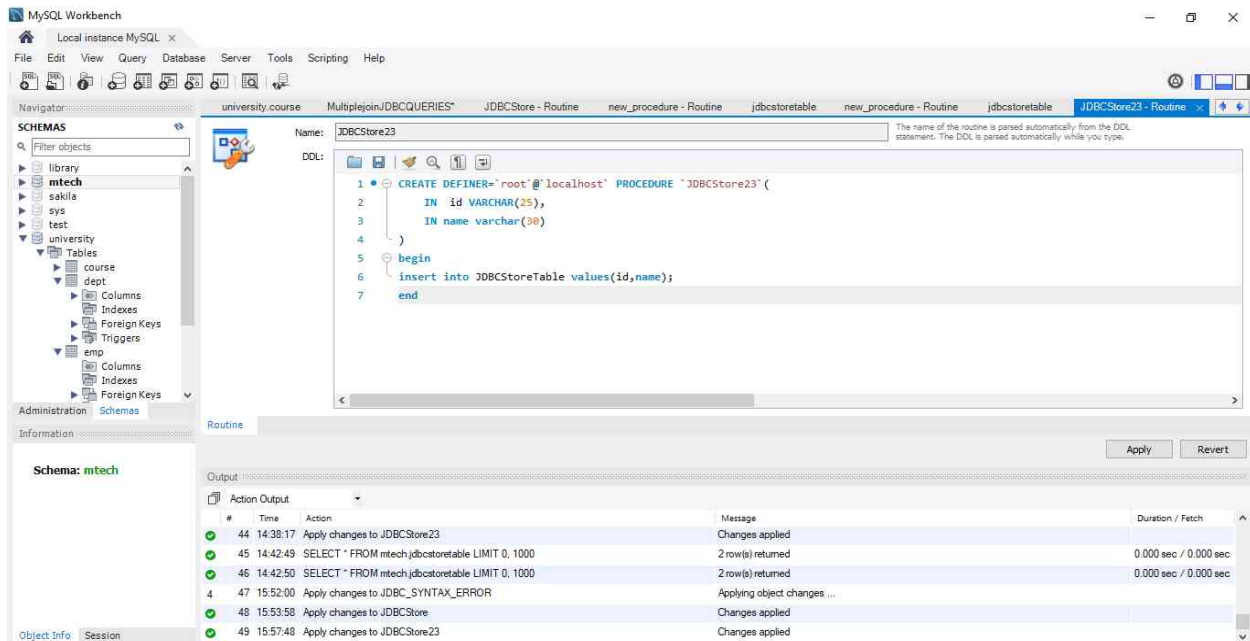 MySQL Workbench
Local instance MySQL ×
File Edit View Query Database Server Tools Scripting Help
Navigator
university.course MultiplejoinJDBCQUERIES* JDBCStore - Routine new_procedure - Routine jdbcstoretable new_procedure - Routine jdbcstoretable JDBCStore23 - Routine ×
SCHEMAS
Filter objects
library
mtech
sakila
sys
test
university
Tables
course
dept
Columns
Indexes
Foreign Keys
Triggers
emp
Columns
Indexes
Foreign Keys
Administration Schemas
Information
Schema: mtech
Object Info Session
Name: JDBCStore23
The name of the routine is parsed automatically from the DDL
statement. The DDL is parsed automatically while you type.
DDL:
1 CREATE DEFINER=`root`@`localhost` PROCEDURE `JDBCStore23`(
2 IN id VARCHAR(25),
3 IN name varchar(30)
4 )
5 begin
6 insert into JDBCStoreTable values(id,name);
7 end
Routine
Apply Revert
Output
Action Output
# Time Action Message Duration / Fetch
44 14:38:17 Apply changes to JDBCStore23 Changes applied
45 14:42:49 SELECT * FROM mtech.jdbcstoretable LIMIT 0, 1000 2 row(s) returned 0.000 sec / 0.000 sec
46 14:42:50 SELECT * FROM mtech.jdbcstoretable LIMIT 0, 1000 2 row(s) returned 0.000 sec / 0.000 sec
4 47 15:52:00 Apply changes to JDBC_SYNTAX_ERROR Applying object changes ...
48 15:53:58 Apply changes to JDBCStore Changes applied
49 15:57:48 Apply changes to JDBCStore23 Changes applied